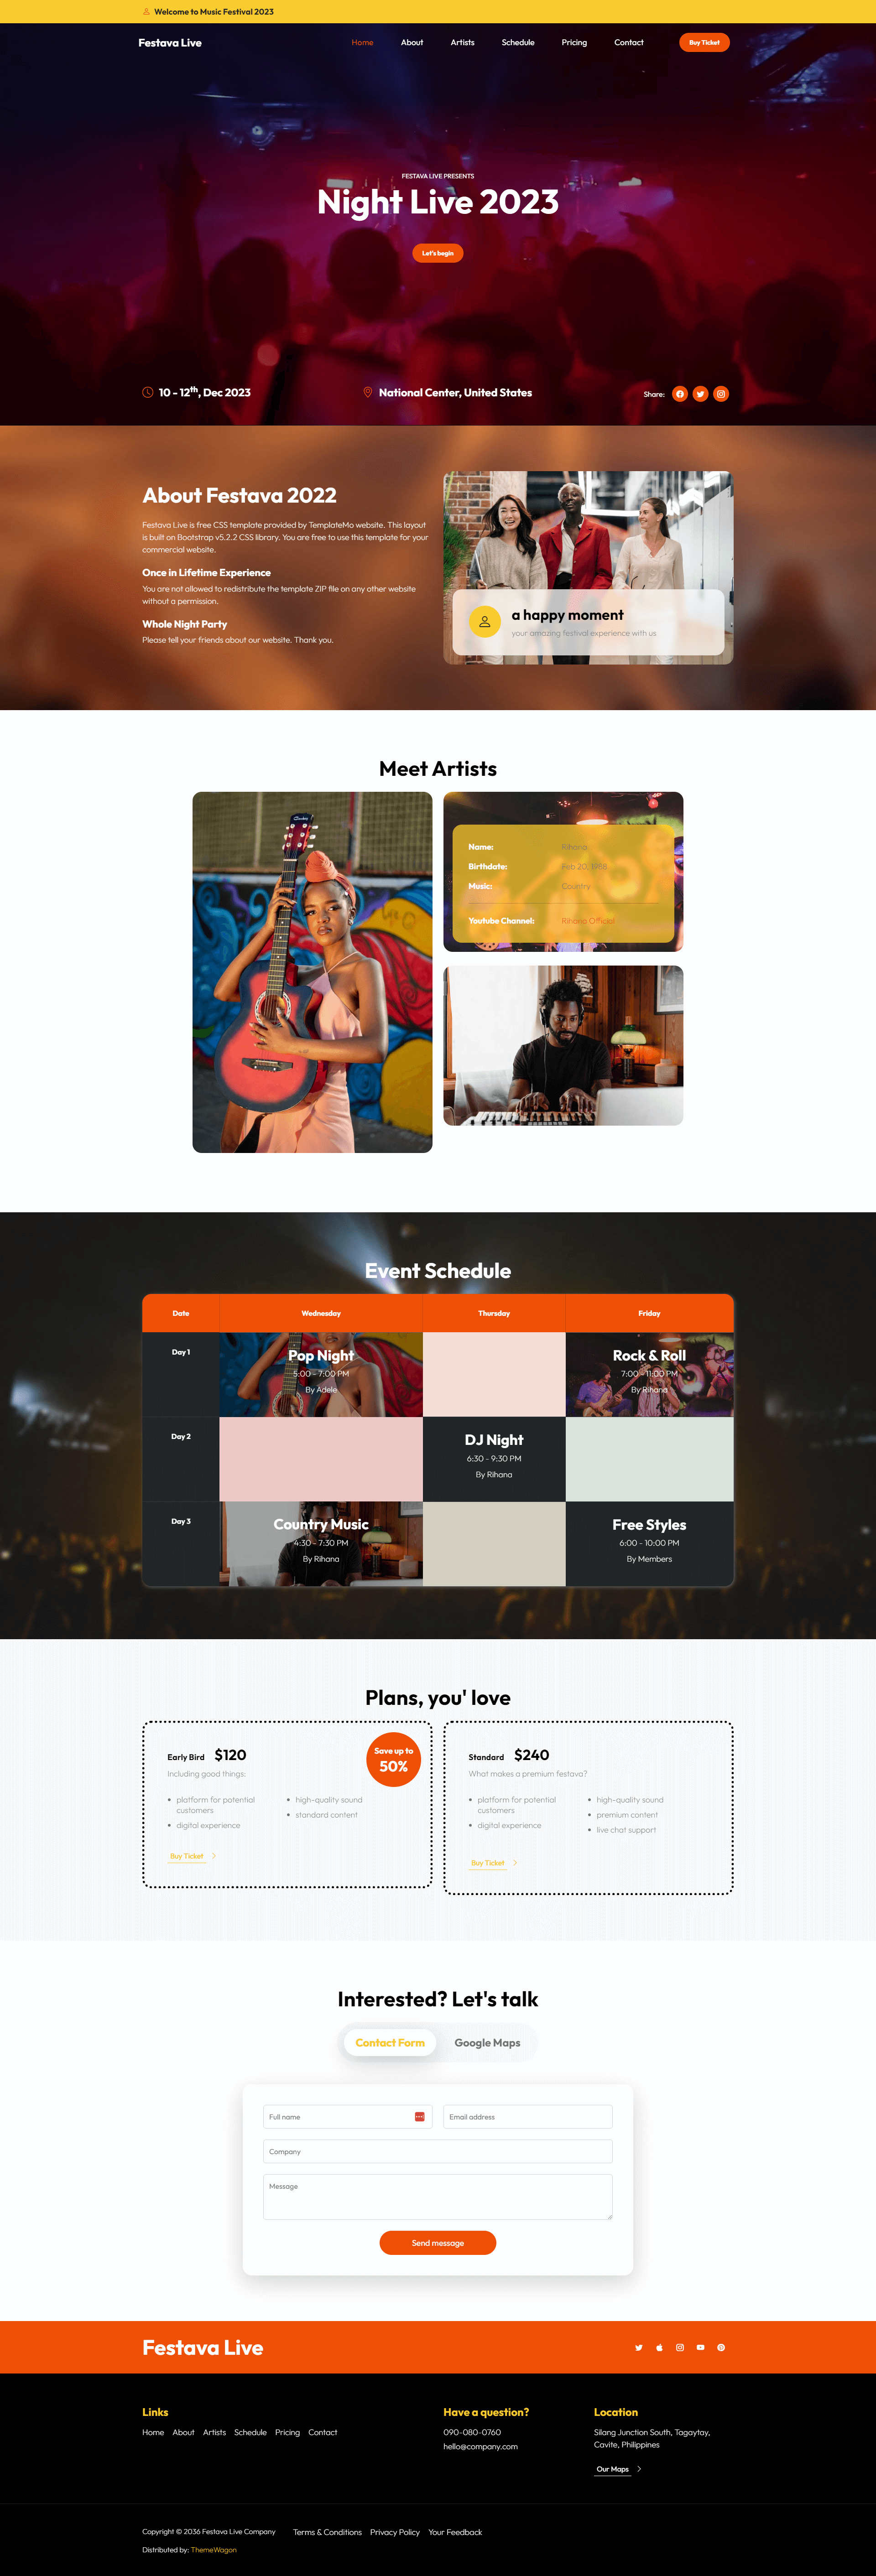 Welcome to Music Festival 2023
Festava Live
Home
About
Artists
Schedule
Pricing
Contact
Buy Ticket
FESTAVA LIVE PRESENTS
Night Live 2023
Let's begin
10 - 12th, Dec 2023
National Center, United States
Share:
About Festava 2022
Festava Live is free CSS template provided by TemplateMo website. This layout
is built on Bootstrap v5.2.2 CSS library. You are free to use this template for your
commercial website.
Once in Lifetime Experience
You are not allowed to redistribute the template ZIP file on any other website
without a permission.
Whole Night Party
Please tell your friends about our website. Thank you.
a happy moment
your amazing festival experience with us
Meet Artists
Name: Rihana
Birthdate: Feb 20, 1988
Music: Country
Youtube Channel: Rihana Official
Event Schedule
Date Wednesday Thursday Friday
Day 1
Pop Night
5:00 - 7:00 PM
By Adele
Rock & Roll
7:00 - 11:00 PM
By Rihana
Day 2
DJ Night
6:30 - 9:30 PM
By Rihana
Day 3
Country Music
4:30 - 7:30 PM
By Rihana
Free Styles
6:00 - 10:00 PM
By Members
Plans, you' love
Early Bird $120
Including good things:
platform for potential
customers
digital experience
high-quality sound
standard content
Save up to
50%
Buy Ticket
Standard $240
What makes a premium festava?
platform for potential
customers
digital experience
high-quality sound
premium content
live chat support
Buy Ticket
Interested? Let's talk
Contact Form
Google Maps
Full name
Email address
Company
Message
Send message
Festava Live
Links
Home About Artists Schedule Pricing Contact
Have a question?
090-080-0760
hello@company.com
Location
Silang Junction South, Tagaytay,
Cavite, Philippines
Our Maps
Copyright © 2036 Festava Live Company
Distributed by: ThemeWagon
Terms & Conditions Privacy Policy Your Feedback